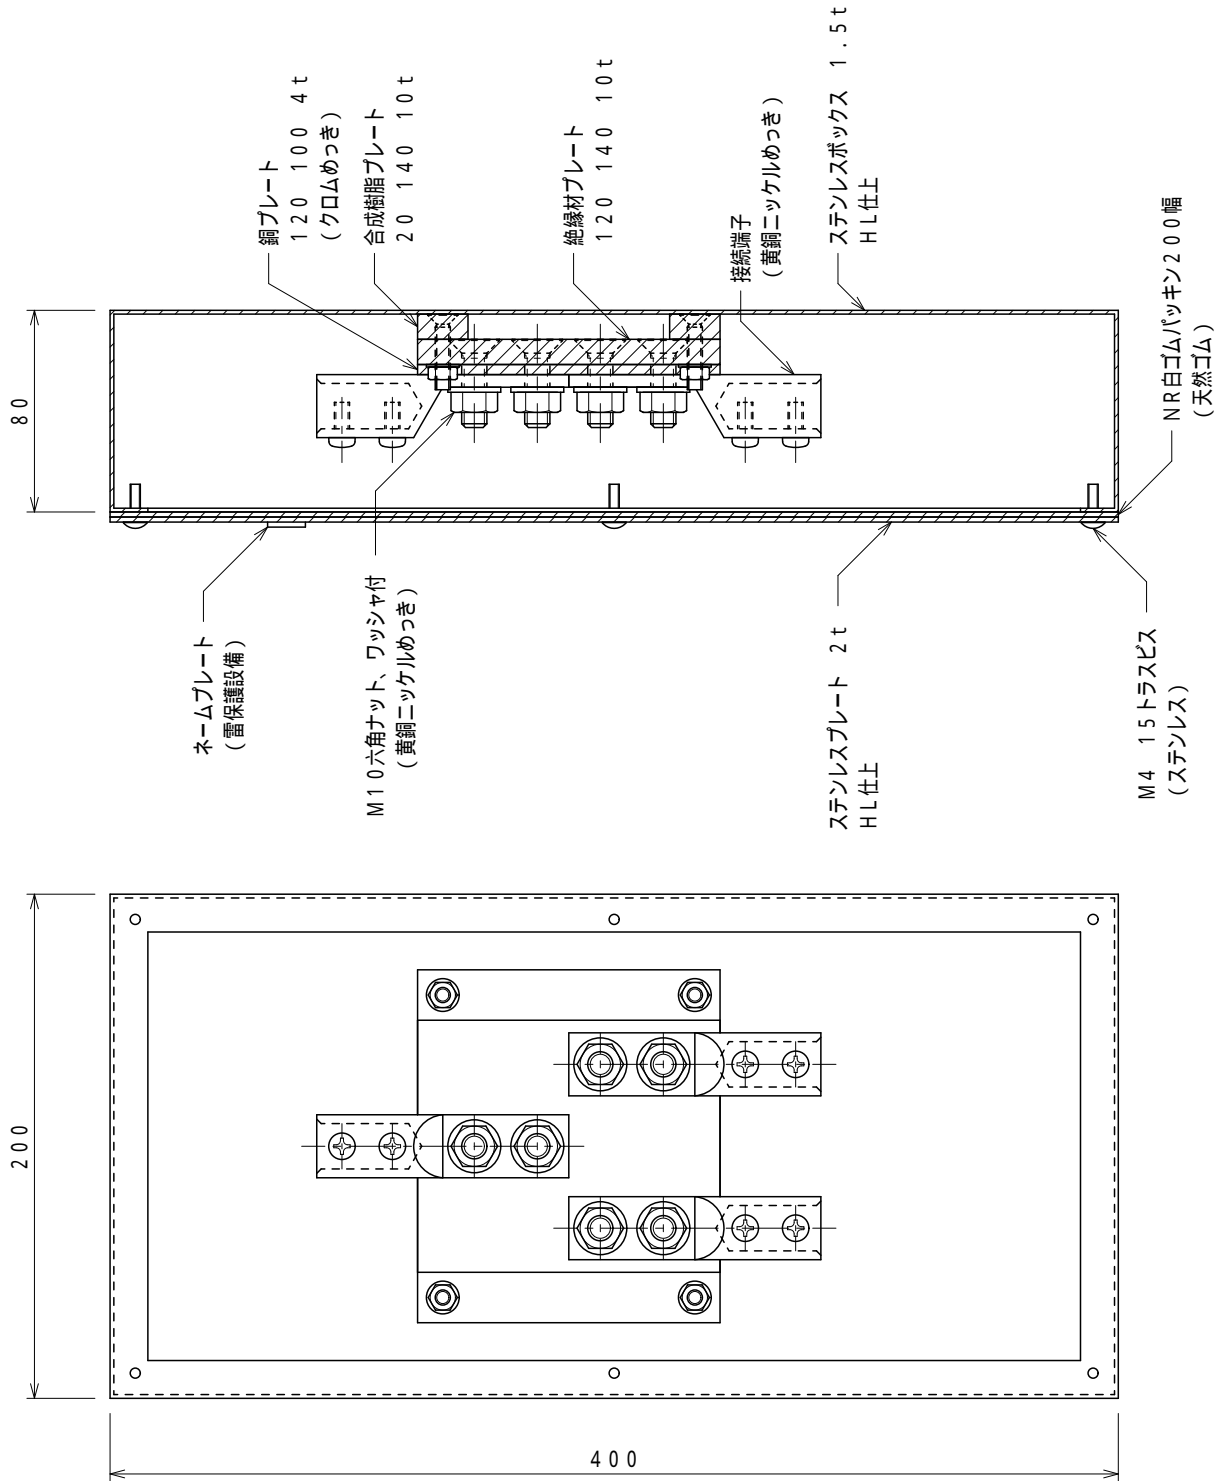 80
銅プレート
120 100 4t
(クロムめっき)
合成樹脂プレート
20 140 10t
絶縁材プレート
120 140 10t
接続端子
(黄銅ニッケルめっき)
ステンレスボックス 1.5t
HL仕上
NR白ゴムパッキン200幅
(天然ゴム)
ネームプレート
(雷保護設備)
M10六角ナット、ワッシャ付
(黄銅ニッケルめっき)
ステンレスプレート 2t
HL仕上
M4 15トラスビス
(ステンレス)
200
400